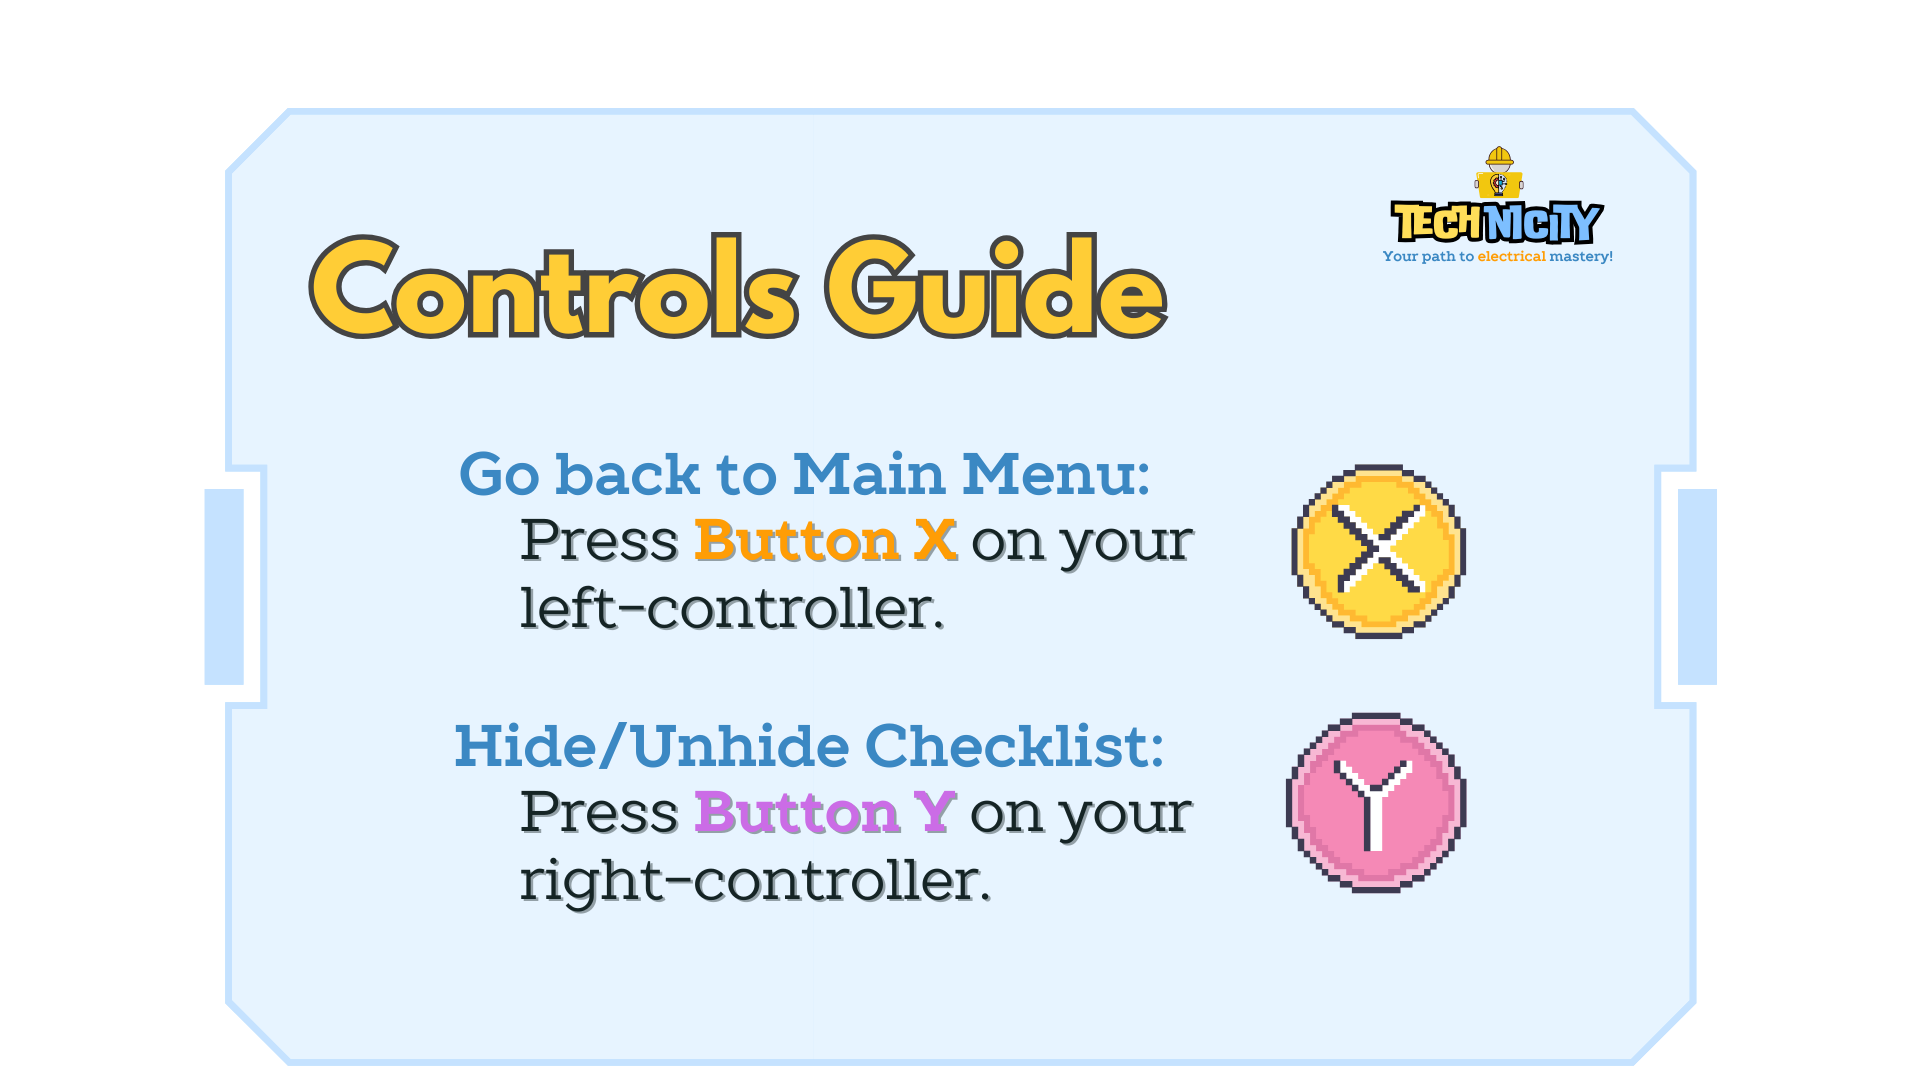 TECHNICITY
Your path to electrical mastery!
Controls Guide
Go back to Main Menu:
Press Button X on your
left-controller.
X
Hide/Unhide Checklist:
Press Button Y on your
right-controller.
Y